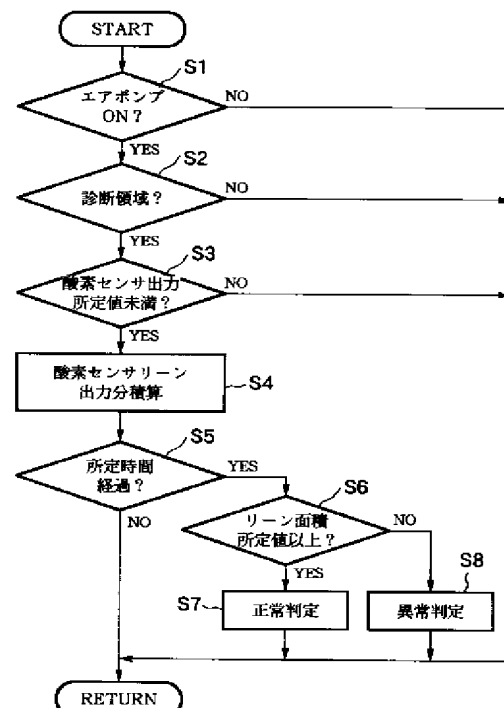 START
S1
エアポンプ
ON?
NO
YES
S2
診断領域?
NO
YES
S3
酸素センサ出力
所定値未満?
NO
YES
酸素センサリーン
出力分積算
S4
S5
所定時間
経過?
YES
NO
S6
リーン面積
所定値以上?
NO
YES
S7
正常判定
S8
異常判定
RETURN